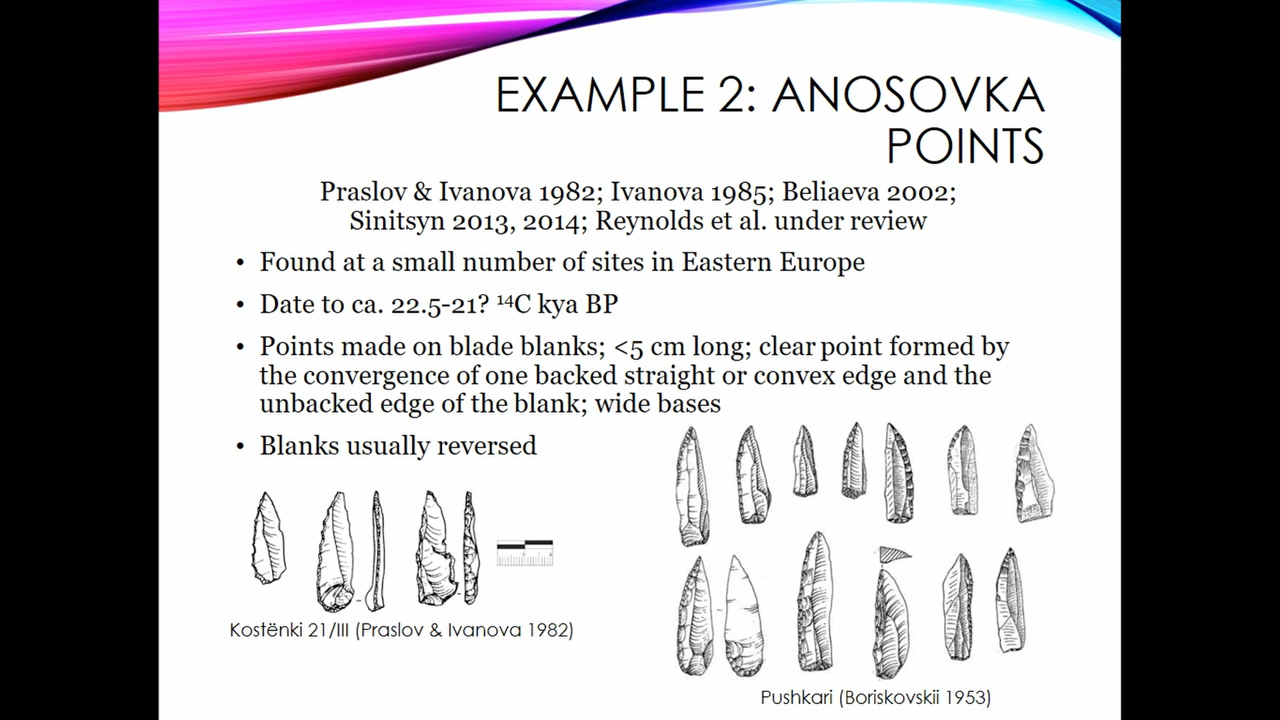 EXAMPLE 2: ANOSOVKA
POINTS
Praslov & Ivanova 1982; Ivanova 1985; Beliaeva 2002;
Sinitsyn 2013, 2014; Reynolds et al. under review
• Found at a small number of sites in Eastern Europe
• Date to ca. 22.5-21? ¹⁴C kya BP
• Points made on blade blanks; <5 cm long; clear point formed by
the convergence of one backed straight or convex edge and the
unbacked edge of the blank; wide bases
• Blanks usually reversed
Kostënki 21/III (Praslov & Ivanova 1982)
Pushkari (Boriskovskii 1953)